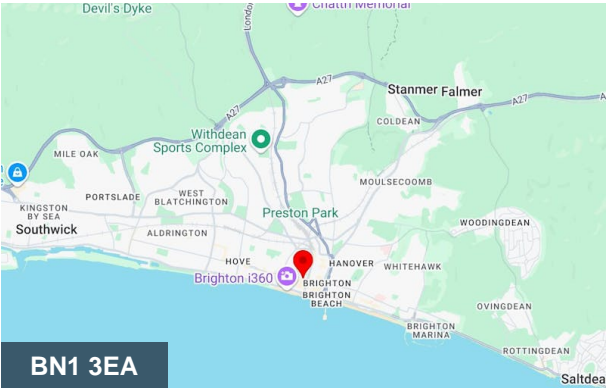 Devil's Dyke
Chattri Memorial
London
A27
Stanmer
Falmer
A27
A27
COLDEAN
Withdean
Sports Complex
MILE OAK
MOULSECOOMB
PORTSLADE
WEST
BLATCHINGTON
KINGSTON
BY SEA
Southwick
Preston Park
WOODINGDEAN
ALDRINGTON
HOVE
HANOVER
WHITEHAWK
Brighton i360
BRIGHTON
BRIGHTON
BEACH
OVINGDEAN
BRIGHTON
MARINA
ROTTINGDEAN
Saltdea
BN1 3EA